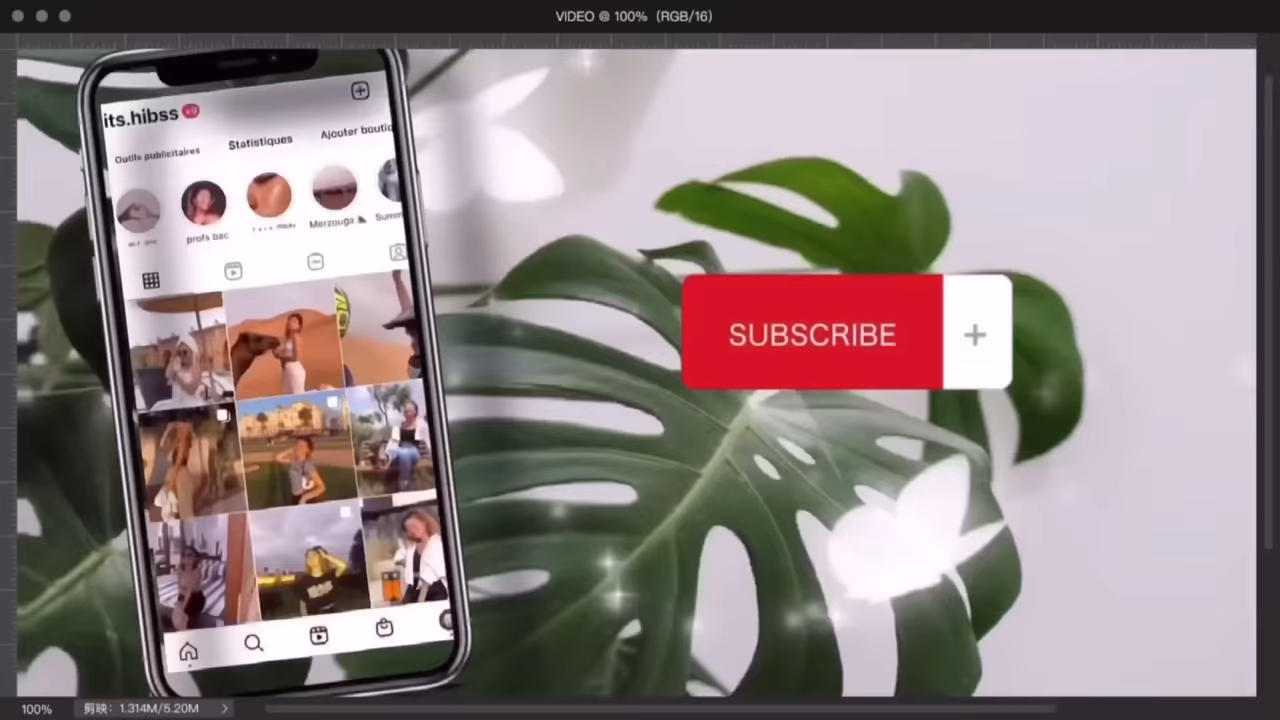 VIDEO @ 100% (RGB/16)
its.hibss +9
Outils publicitaires
Statistiques
Ajouter boutiq
profs bac
Merzouga
Summ
SUBSCRIBE
+
100%
剪映: 1.314M/5.20M